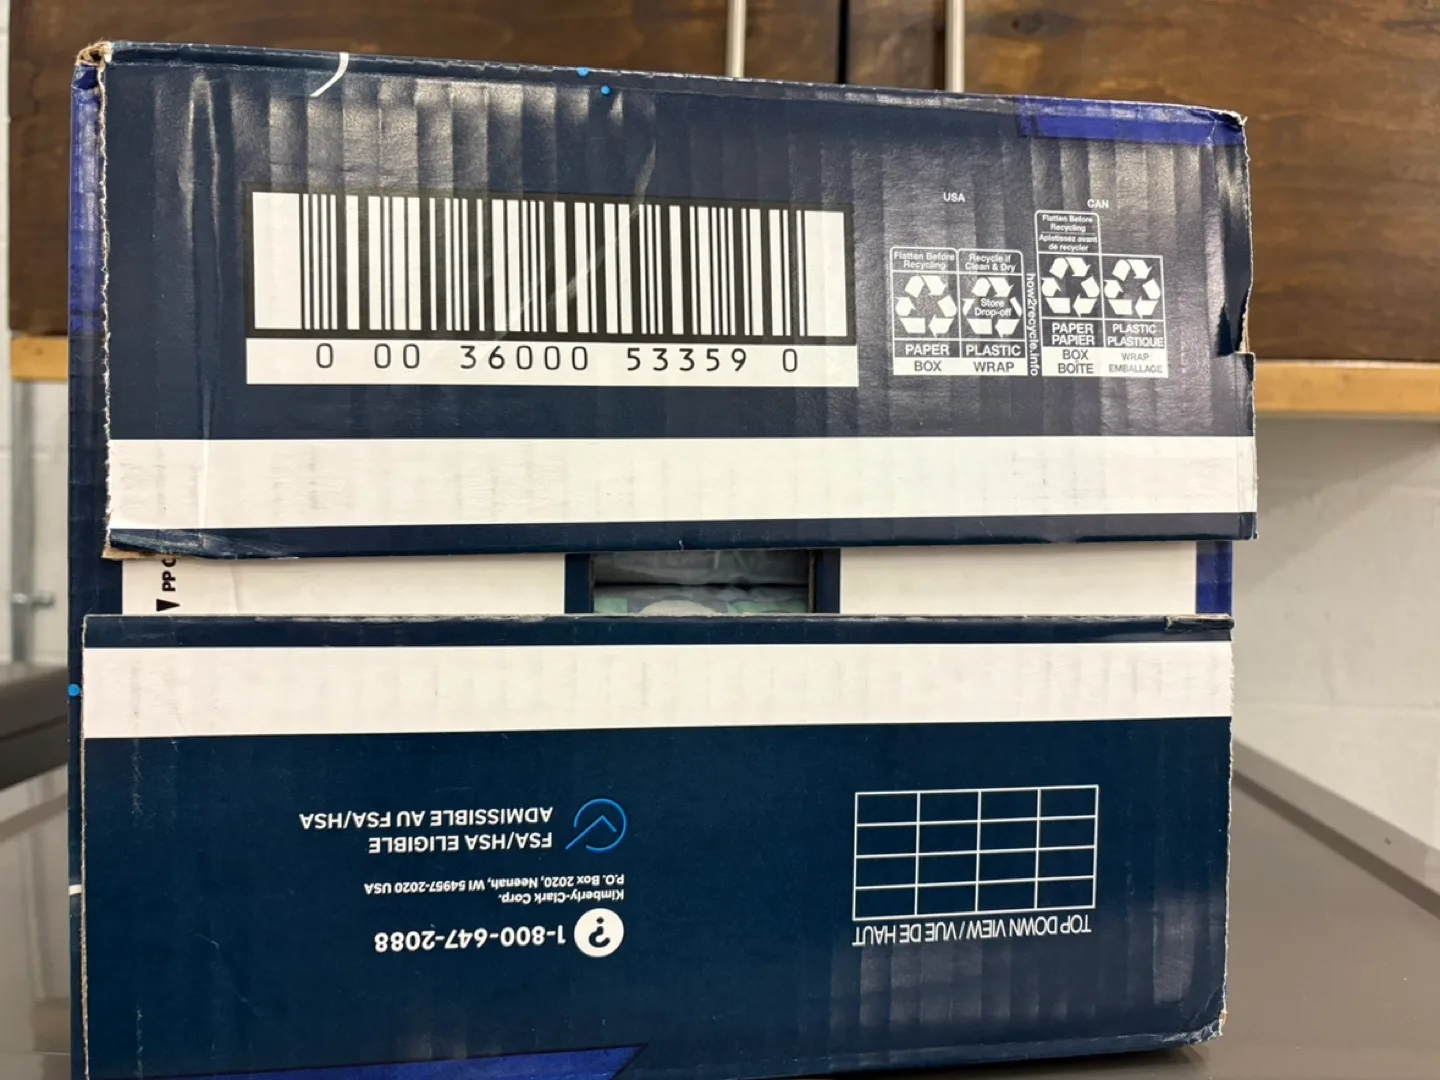 0 00 36000 53359 0
USA
Flatten Before
Recycling
PAPER
BOX
Recycle if
Clean & Dry
Store
Drop-off
PLASTIC
WRAP
how2recycle.info
CAN
Flatten Before
Recycling
Aplatissez avant
de recycler
PAPER
PAPIER
BOX
BOÎTE
PLASTIC
PLASTIQUE
WRAP
EMBALLAGE
PP
TOP DOWN VIEW / VUE DE HAUT
? 1-800-647-2088
Kimberly-Clark Corp.
P.O. Box 2020, Neenah, WI 54957-2020 USA
FSA/HSA ELIGIBLE
ADMISSIBLE AU FSA/HSA